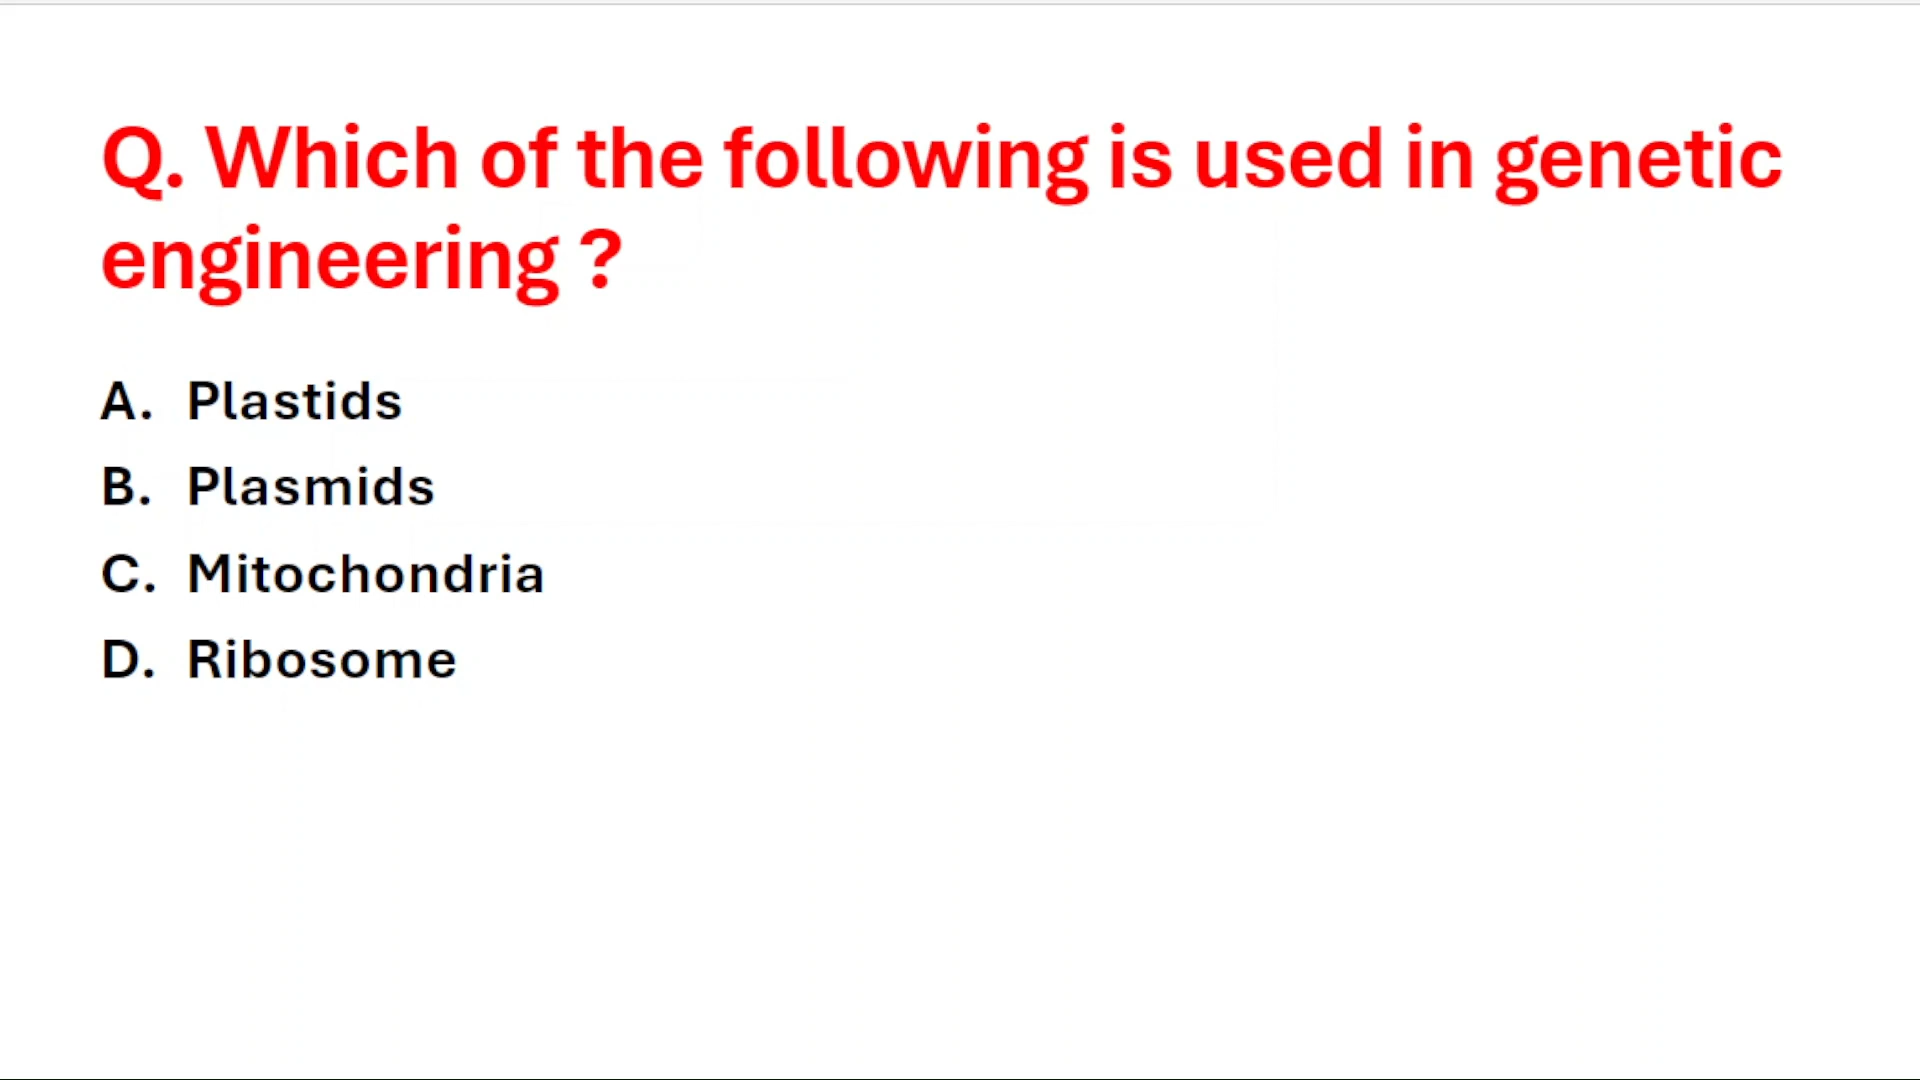 Q. Which of the following is used in genetic
engineering ?
A. Plastids
B. Plasmids
C. Mitochondria
D. Ribosome